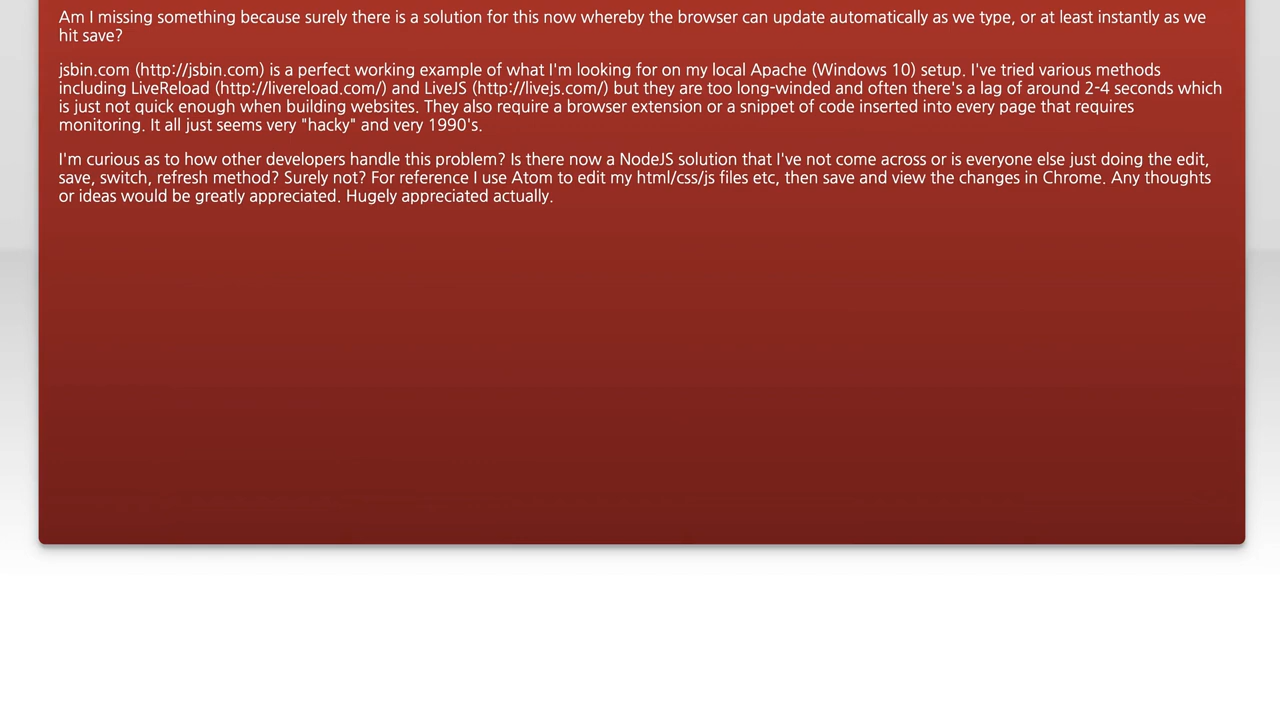 Am I missing something because surely there is a solution for this now whereby the browser can update automatically as we type, or at least instantly as we
hit save?
jsbin.com (http://jsbin.com) is a perfect working example of what I'm looking for on my local Apache (Windows 10) setup. I've tried various methods
including LiveReload (http://livereload.com/) and LiveJS (http://livejs.com/) but they are too long-winded and often there's a lag of around 2-4 seconds which
is just not quick enough when building websites. They also require a browser extension or a snippet of code inserted into every page that requires
monitoring. It all just seems very "hacky" and very 1990's.
I'm curious as to how other developers handle this problem? Is there now a NodeJS solution that I've not come across or is everyone else just doing the edit,
save, switch, refresh method? Surely not? For reference I use Atom to edit my html/css/js files etc, then save and view the changes in Chrome. Any thoughts
or ideas would be greatly appreciated. Hugely appreciated actually.